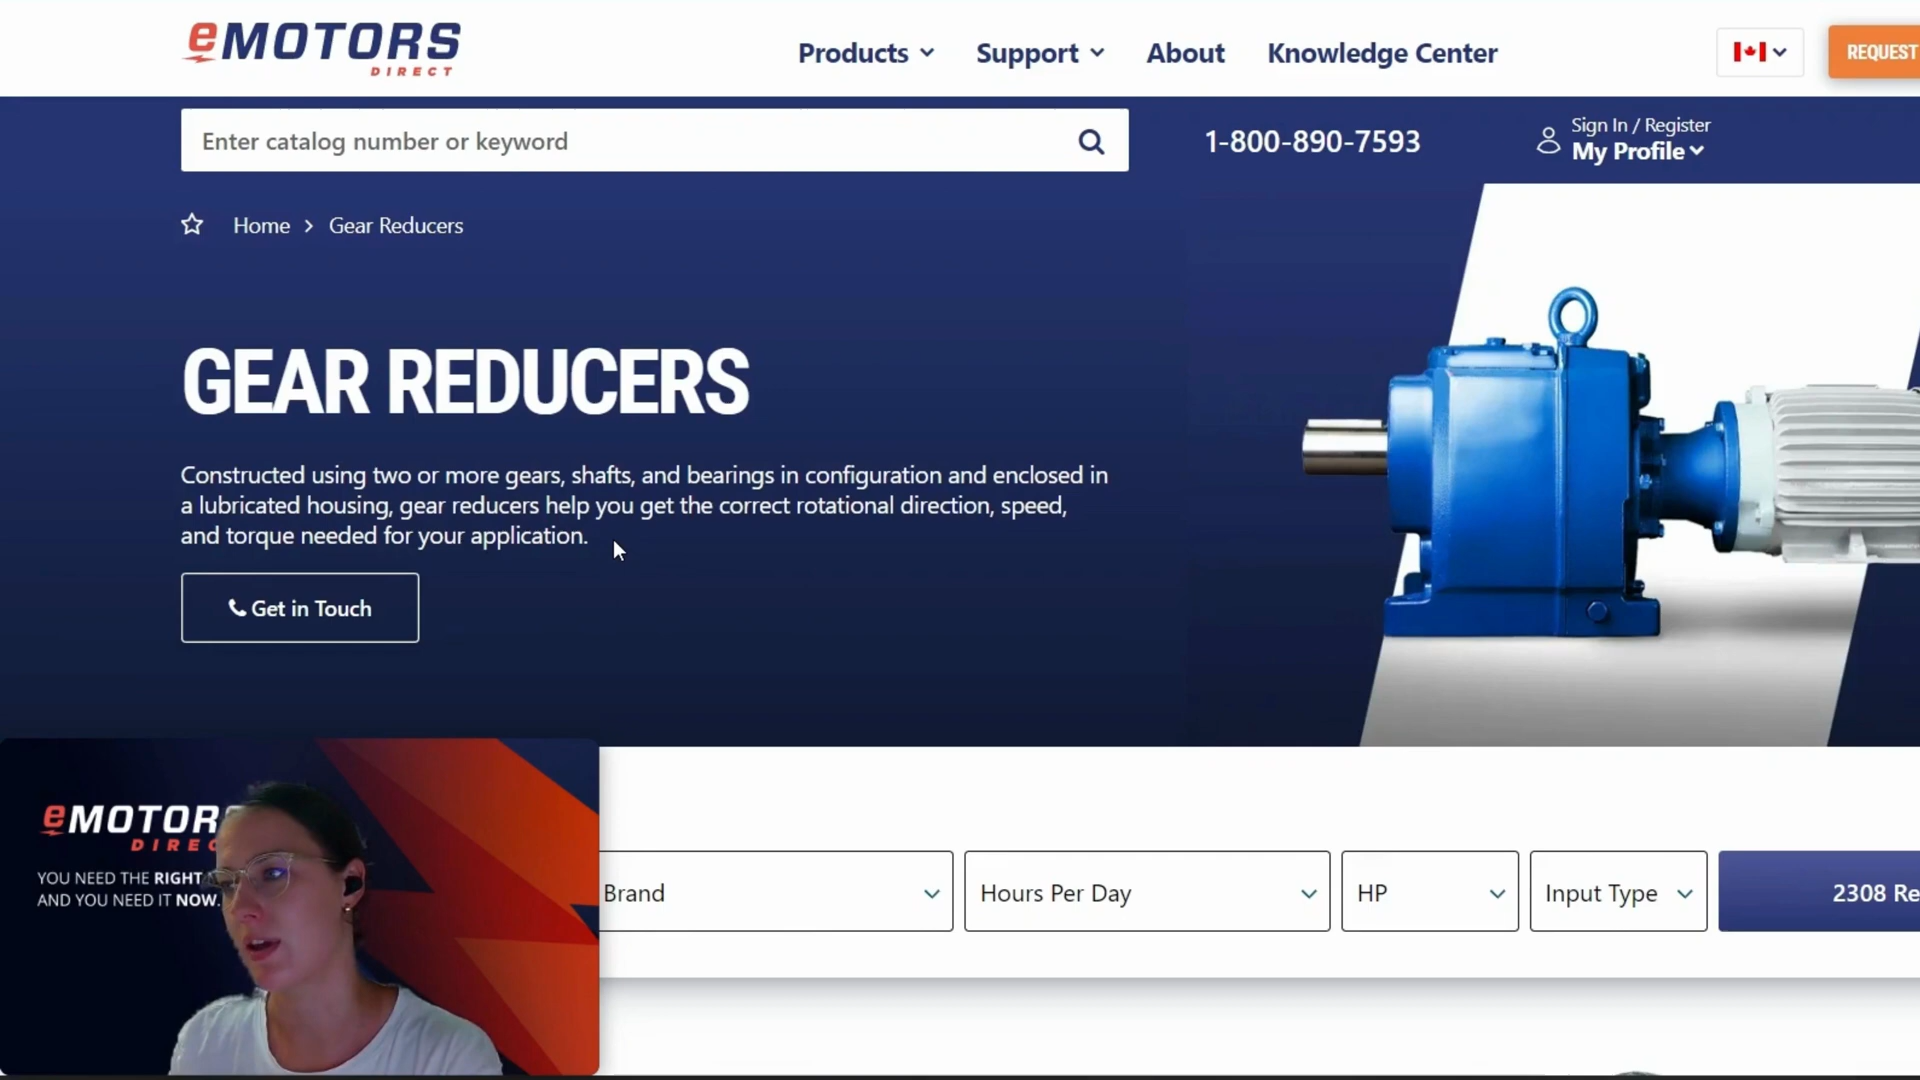 eMOTORS
DIRECT
Products
Support
About
Knowledge Center
REQUEST
Enter catalog number or keyword
1-800-890-7593
Sign In / Register
My Profile
Home > Gear Reducers
GEAR REDUCERS
Constructed using two or more gears, shafts, and bearings in configuration and enclosed in
a lubricated housing, gear reducers help you get the correct rotational direction, speed,
and torque needed for your application.
Get in Touch
Brand
Hours Per Day
HP
Input Type
2308 Re
eMOTOR
DIREC
YOU NEED THE RIGHT
AND YOU NEED IT NOW.